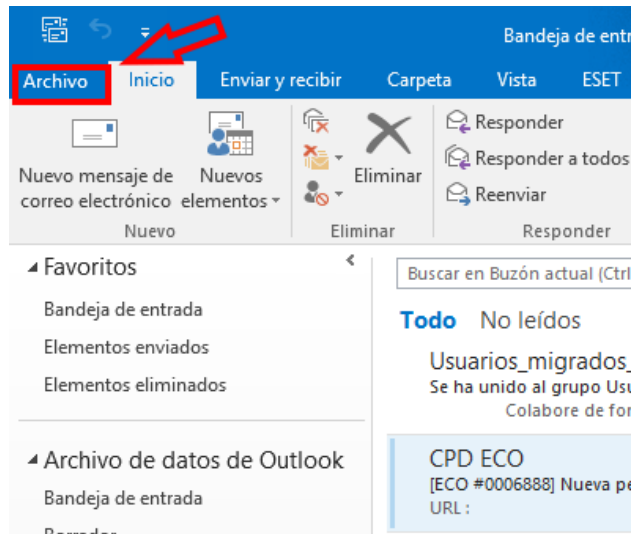 Bandeja de entr
Archivo Inicio Enviar y recibir Carpeta Vista ESET
Nuevo mensaje de correo electrónico
Nuevos elementos
Eliminar
Responder
Responder a todos
Reenviar
Nuevo Eliminar Responder
Favoritos
Bandeja de entrada
Elementos enviados
Elementos eliminados
Archivo de datos de Outlook
Bandeja de entrada
Buscar en Buzón actual (Ctrl
Todo No leídos
Usuarios_migrados_
Se ha unido al grupo Usu
Colabore de for
CPD ECO
[ECO #0006888] Nueva pe
URL :